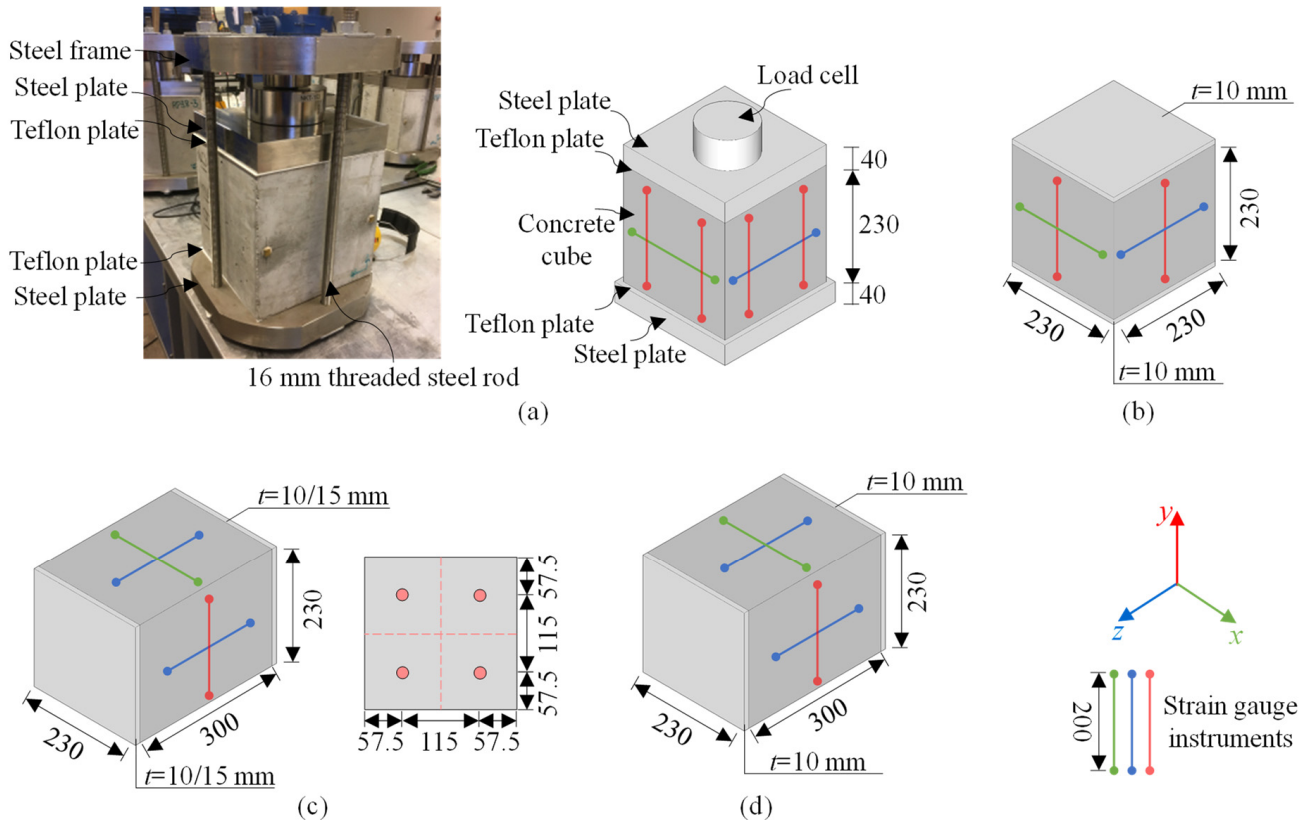 Steel frame
Steel plate
Teflon plate
Teflon plate
Steel plate
16 mm threaded steel rod
Load cell
Steel plate
Teflon plate
Concrete
cube
Teflon plate
Steel plate
40
230
40
(a)
t=10 mm
230
230
230
t=10 mm
(b)
t=10/15 mm
230
230
300
t=10/15 mm
57.5
115
57.5
57.5
115
57.5
(c)
t=10 mm
230
230
300
t=10 mm
(d)
y
z
x
200
Strain gauge
instruments